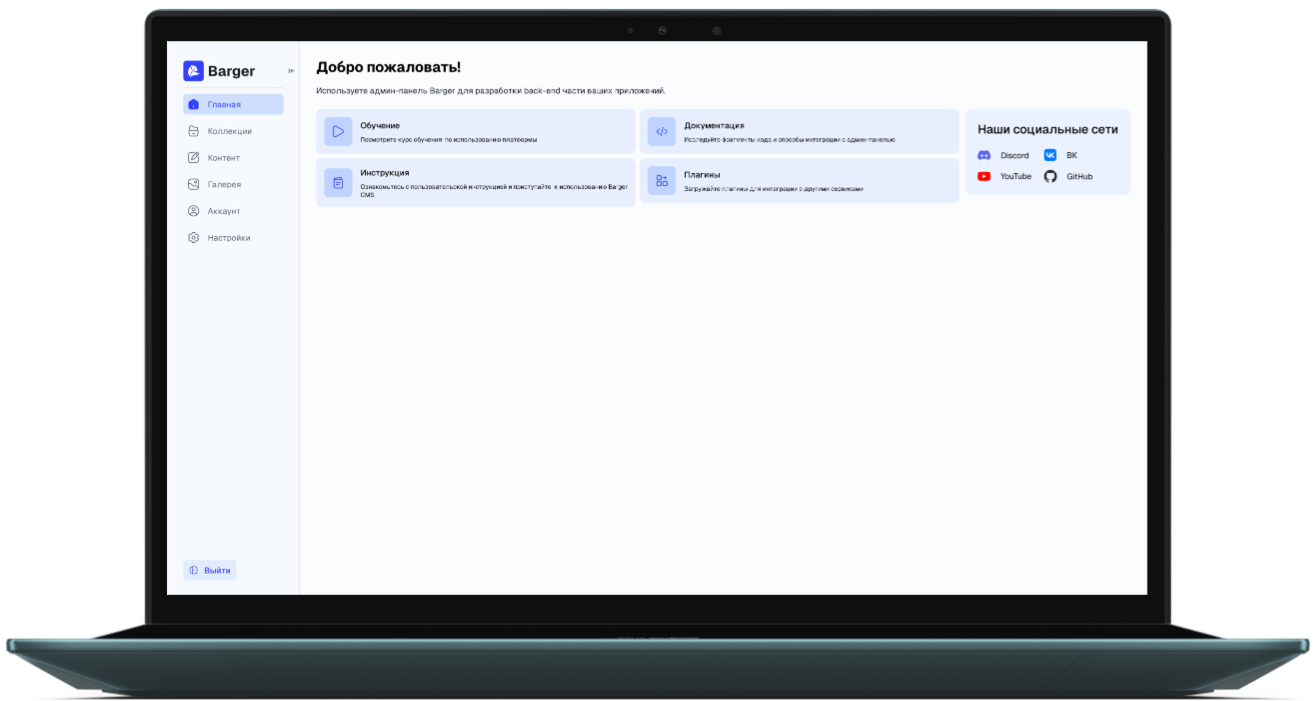 Barger
Главная
Коллекции
Контент
Галерея
Аккаунт
Настройки
Выйти
Добро пожаловать!
Используете админ-панель Barger для разработки back-end части ваших приложений.
Обучение
Посмотрите курс обучения по использованию платформы
Документация
Исследуйте фрагменты кода и способы интеграции с админ-панелью
Инструкция
Ознакомьтесь с пользовательской инструкцией и приступайте к использованию Barger
CMS
Плагины
Загружайте плагины для интеграции с другими сервисами
Наши социальные сети
Discord
ВК
YouTube
GitHub